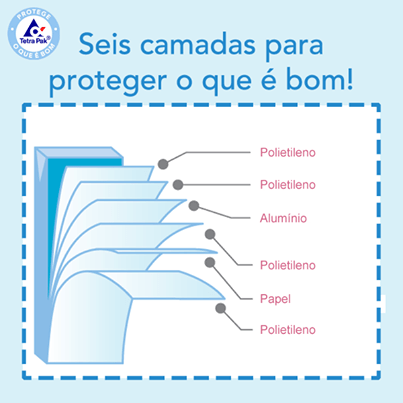 PROTEGE
Tetra Pak
O QUE É BOM
Seis camadas para
proteger o que é bom!
Polietileno
Polietileno
Alumínio
Polietileno
Papel
Polietileno